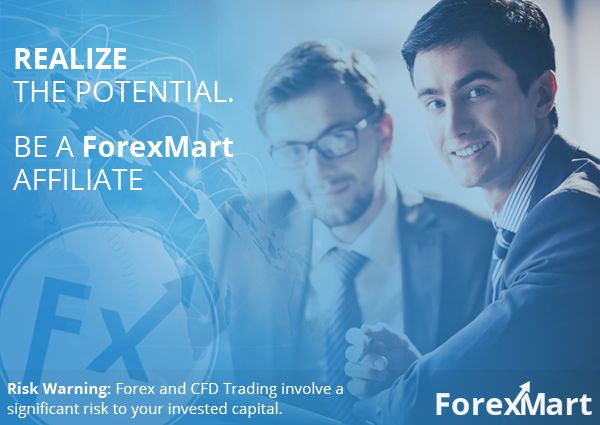 REALIZE
THE POTENTIAL.
BE A ForexMart
AFFILIATE
Fx
Risk Warning: Forex and CFD Trading involve a
significant risk to your invested capital.
ForexMart